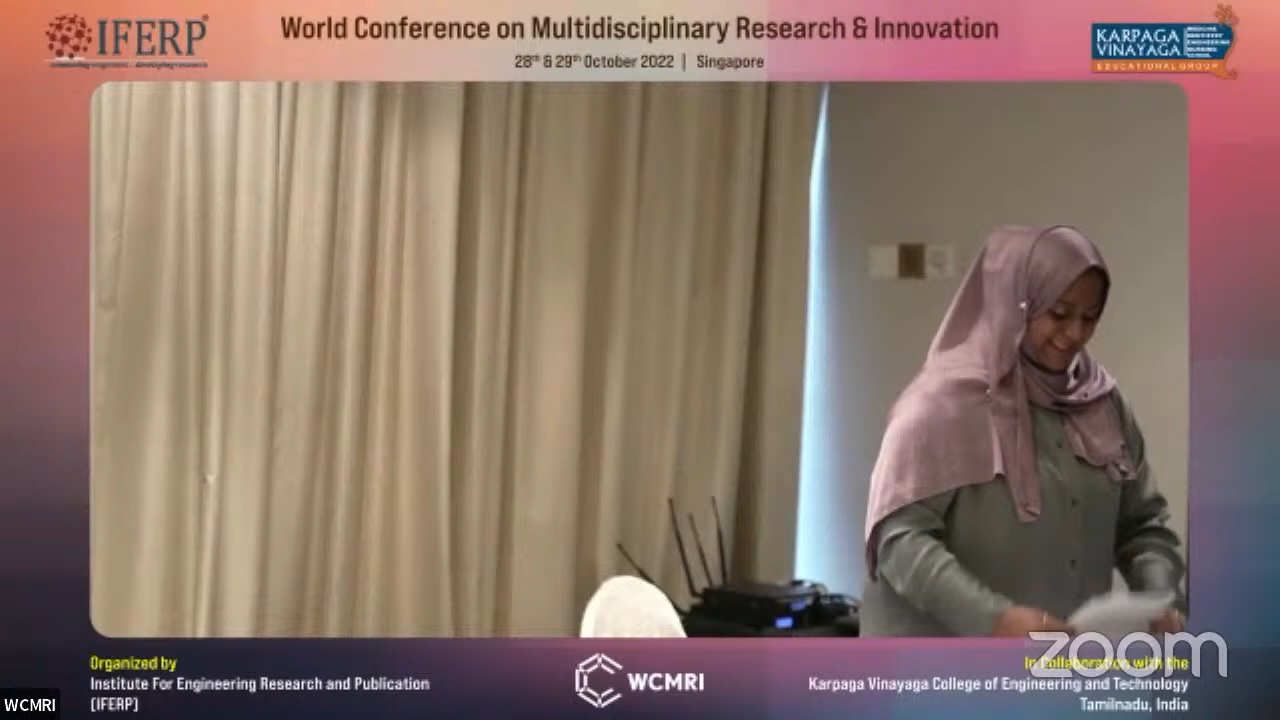 IFERP
World Conference on Multidisciplinary Research & Innovation
28th & 29th October 2022 | Singapore
KARPAGA
VINAYAGA
EDUCATIONAL GROUP
zoom
Organized by
Institute For Engineering Research and Publication
(IFERP)
WCMRI
In Collaboration with the
Karpaga Vinayaga College of Engineering and Technology
Tamilnadu, India
WCMRI